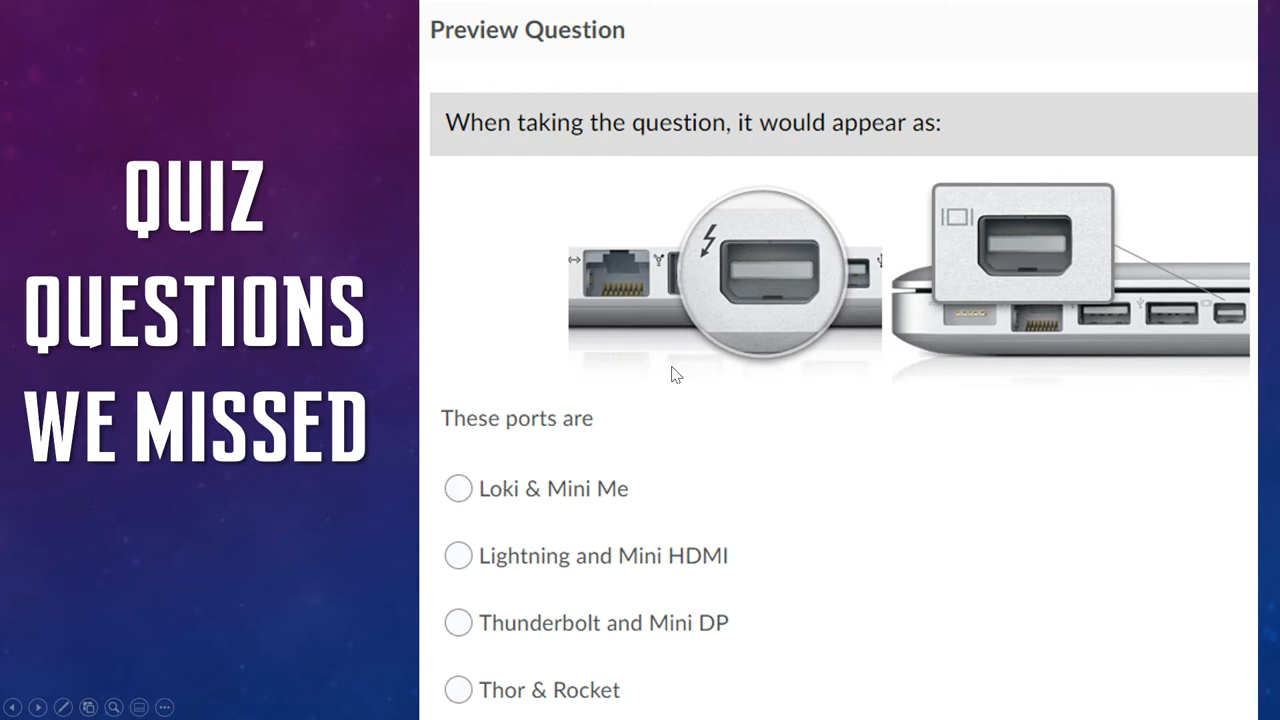 QUIZ
QUESTIONS
WE MISSED
Preview Question
When taking the question, it would appear as:
These ports are
Loki & Mini Me
Lightning and Mini HDMI
Thunderbolt and Mini DP
Thor & Rocket